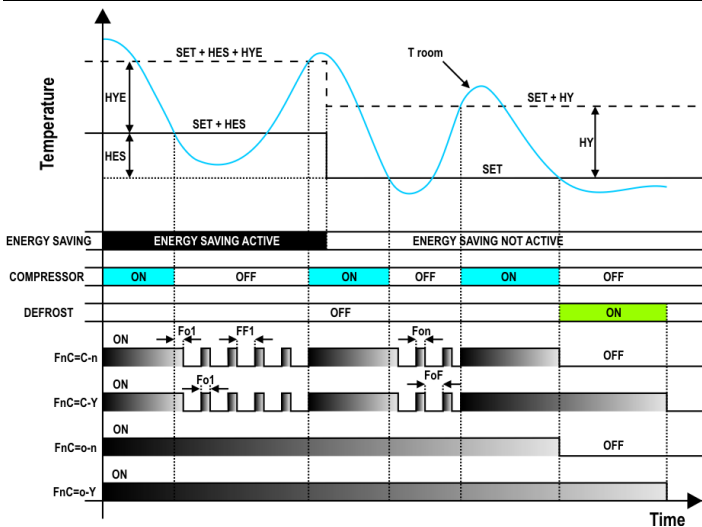 Temperature
T room
SET + HES + HYE
HYE
SET + HY
SET + HES
HY
HES
SET
ENERGY SAVING
ENERGY SAVING ACTIVE
ENERGY SAVING NOT ACTIVE
COMPRESSOR
ON
OFF
ON
OFF
ON
OFF
DEFROST
OFF
ON
ON
Fo1
FF1
Fon
FnC=C-n
OFF
ON
Fo1
FoF
FnC=C-Y
ON
FnC=o-n
OFF
ON
FnC=o-Y
Time